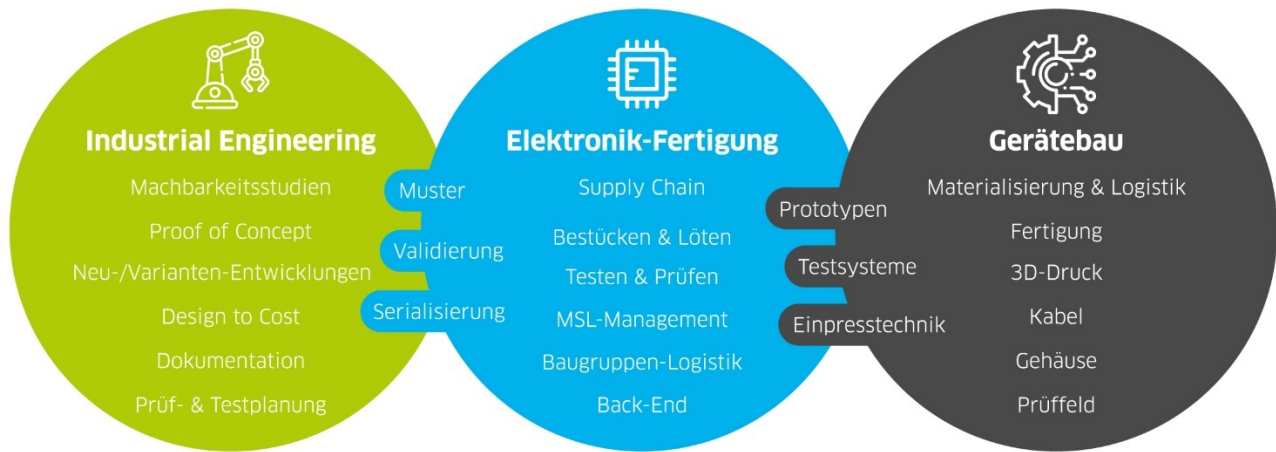 Industrial Engineering
Machbarkeitsstudien
Proof of Concept
Neu-/Varianten-Entwicklungen
Design to Cost
Dokumentation
Prüf- & Testplanung
Muster
Validierung
Serialisierung
Elektronik-Fertigung
Supply Chain
Bestücken & Löten
Testen & Prüfen
MSL-Management
Baugruppen-Logistik
Back-End
Prototypen
Testsysteme
Einpresstechnik
Gerätebau
Materialisierung & Logistik
Fertigung
3D-Druck
Kabel
Gehäuse
Prüffeld